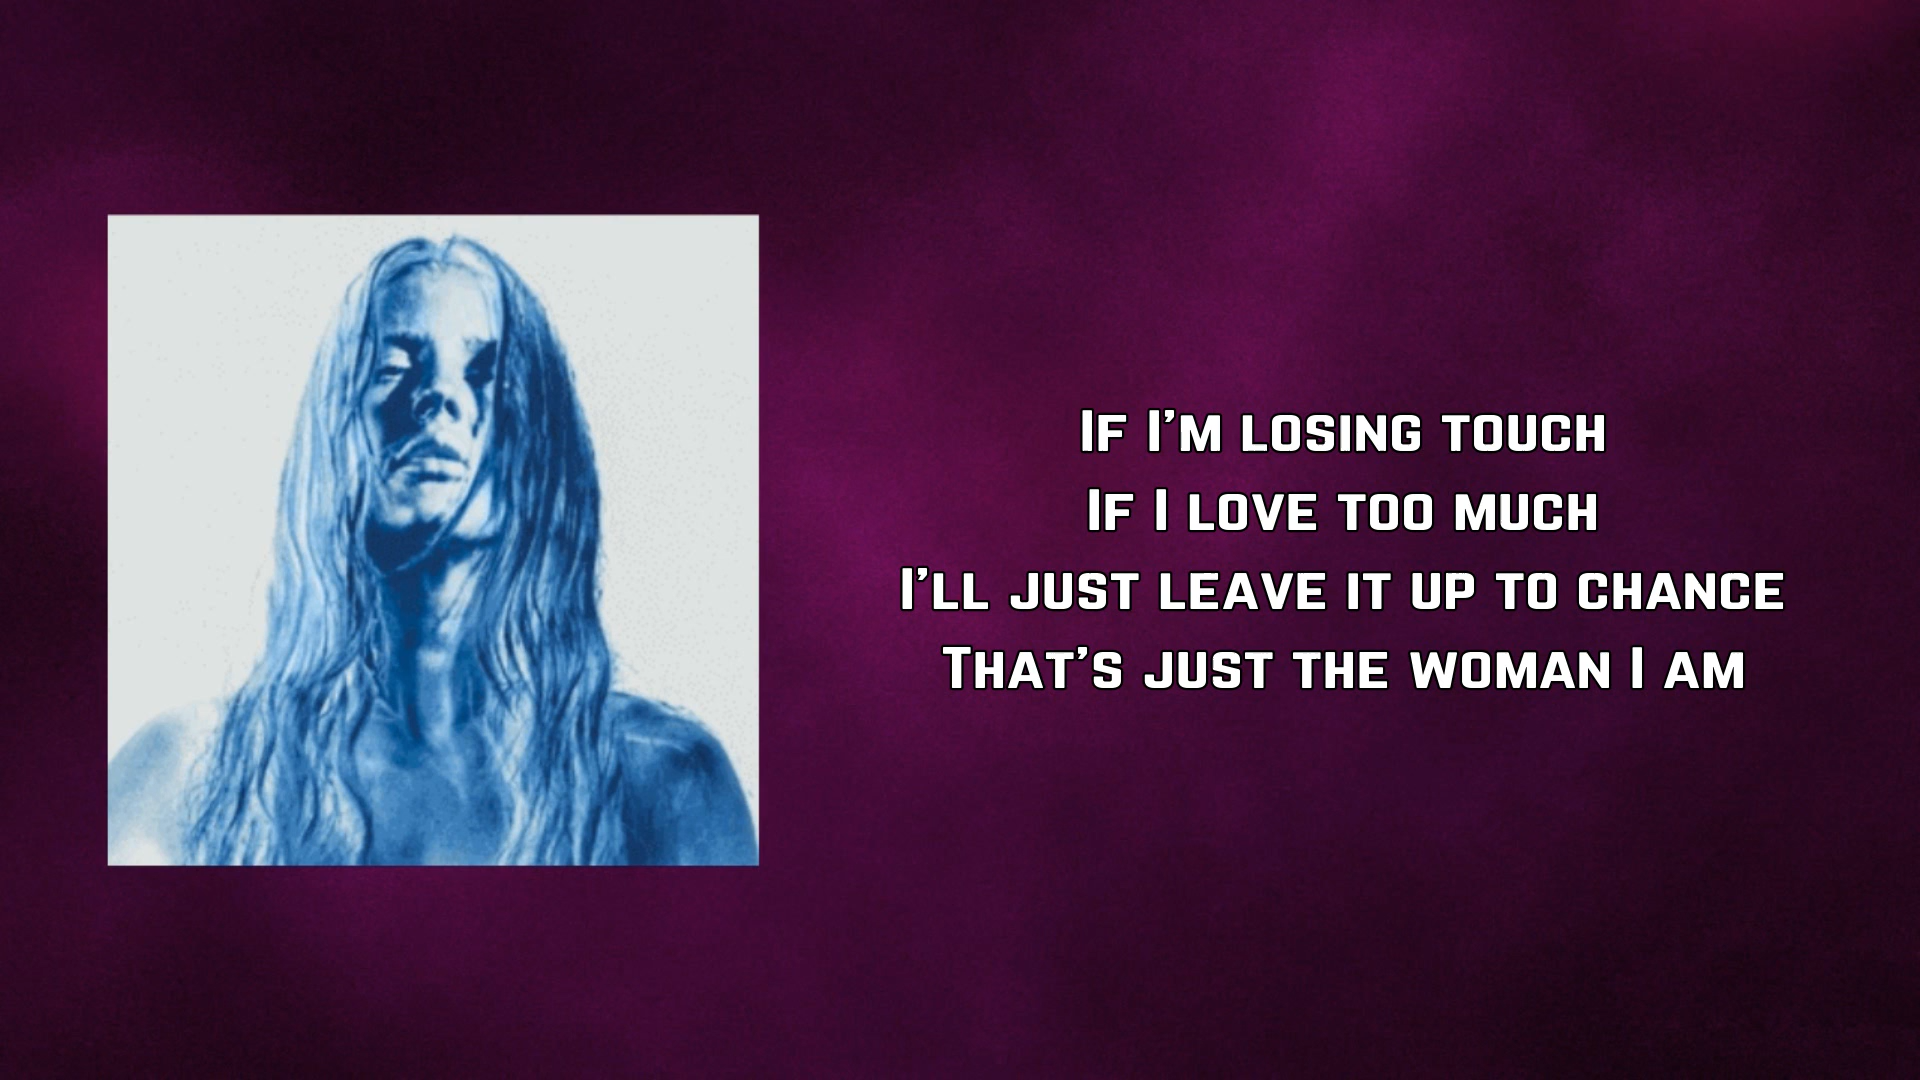 If I’m losing touch
If I love too much
I’ll just leave it up to chance
That’s just the woman I am